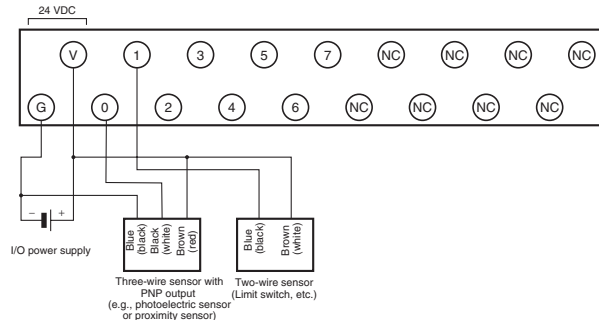 24 VDC
V 1 3 5 7 NC NC NC NC
G 0 2 4 6 NC NC NC NC
− +
I/O power supply
Blue
(black)
Black
(white)
Brown
(red)
Blue
(black)
Brown
(white)
Three-wire sensor with
PNP output
(e.g., photoelectric sensor
or proximity sensor)
Two-wire sensor
(Limit switch, etc.)